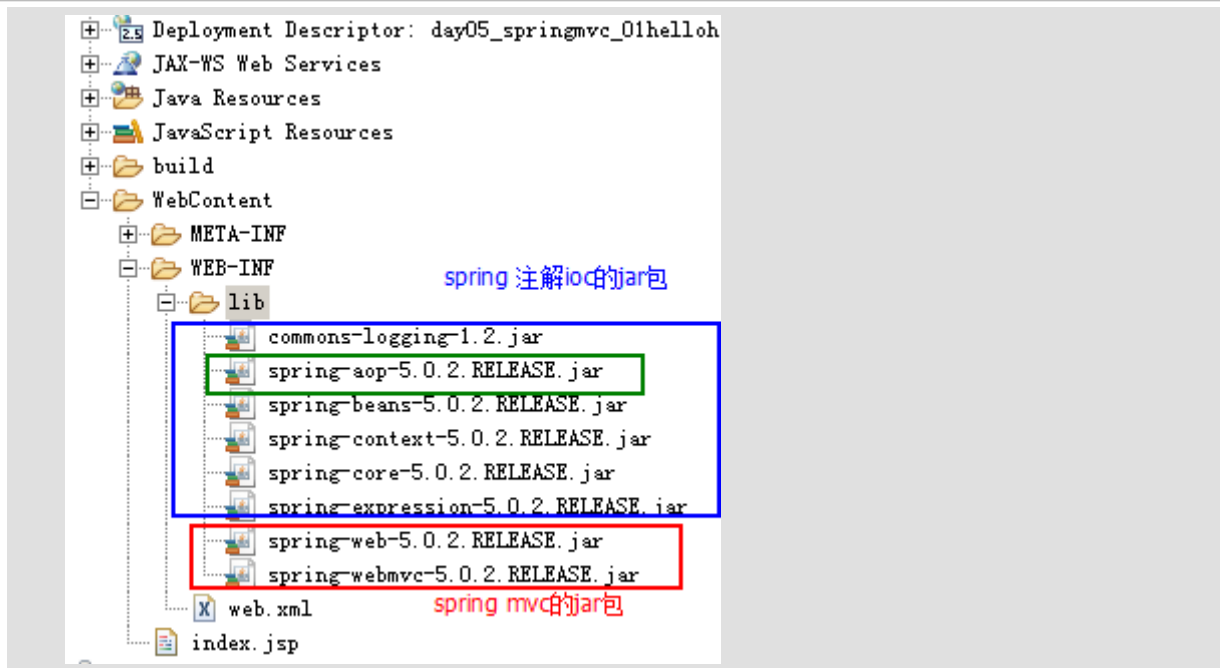 Deployment Descriptor: day05_springmvc_01helloh
JAX-WS Web Services
Java Resources
JavaScript Resources
build
WebContent
META-INF
WEB-INF
spring 注解ioc的jar包
lib
commons-logging-1.2.jar
spring-aop-5.0.2.RELEASE.jar
spring-beans-5.0.2.RELEASE.jar
spring-context-5.0.2.RELEASE.jar
spring-core-5.0.2.RELEASE.jar
spring-expression-5.0.2.RELEASE.jar
spring-web-5.0.2.RELEASE.jar
spring-webmvc-5.0.2.RELEASE.jar
web.xml
spring mvc的jar包
index.jsp